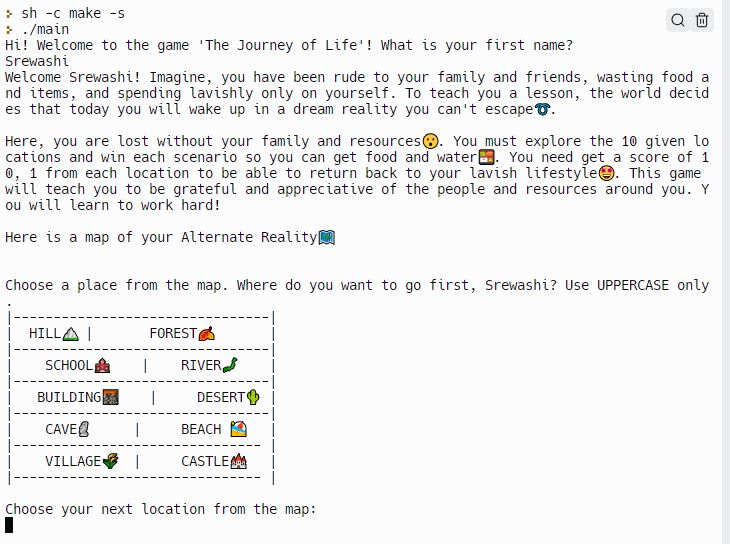 sh -c make -s
./main
Hi! Welcome to the game 'The Journey of Life'! What is your first name?
Srewashi
Welcome Srewashi! Imagine, you have been rude to your family and friends, wasting food a
nd items, and spending lavishly only on yourself. To teach you a lesson, the world decid
es that today you will wake up in a dream reality you can't escape➰.
Here, you are lost without your family and resources😯. You must explore the 10 given lo
cations and win each scenario so you can get food and water🍱. You need get a score of 1
0, 1 from each location to be able to return back to your lavish lifestyle🤩. This game
will teach you to be grateful and appreciative of the people and resources around you. Y
ou will learn to work hard!
Here is a map of your Alternate Reality🗺
Choose a place from the map. Where do you want to go first, Srewashi? Use UPPERCASE only
.
|--------------------------------|
| HILL⛰ | FOREST🍂 |
|--------------------------------|
| SCHOOL🏫 | RIVER🐍 |
|--------------------------------|
| BUILDING🏢 | DESERT🌵 |
|--------------------------------|
| CAVE🪨 | BEACH 🏖 |
|------------------------------- |
| VILLAGE🌾 | CASTLE🏰 |
|------------------------------- |
Choose your next location from the map: